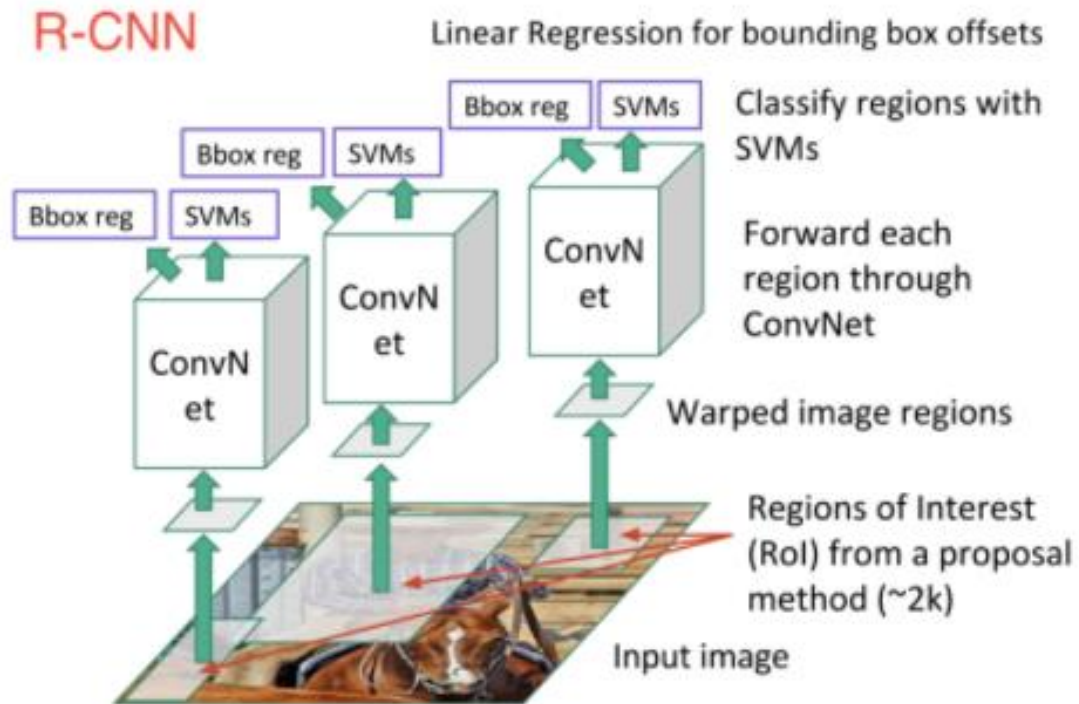 R-CNN
Linear Regression for bounding box offsets
Bbox reg
SVMs
Classify regions with
SVMs
Bbox reg
SVMs
Bbox reg
SVMs
ConvN
et
Forward each
region through
ConvNet
ConvN
et
ConvN
et
Warped image regions
Regions of Interest
(RoI) from a proposal
method (~2k)
Input image